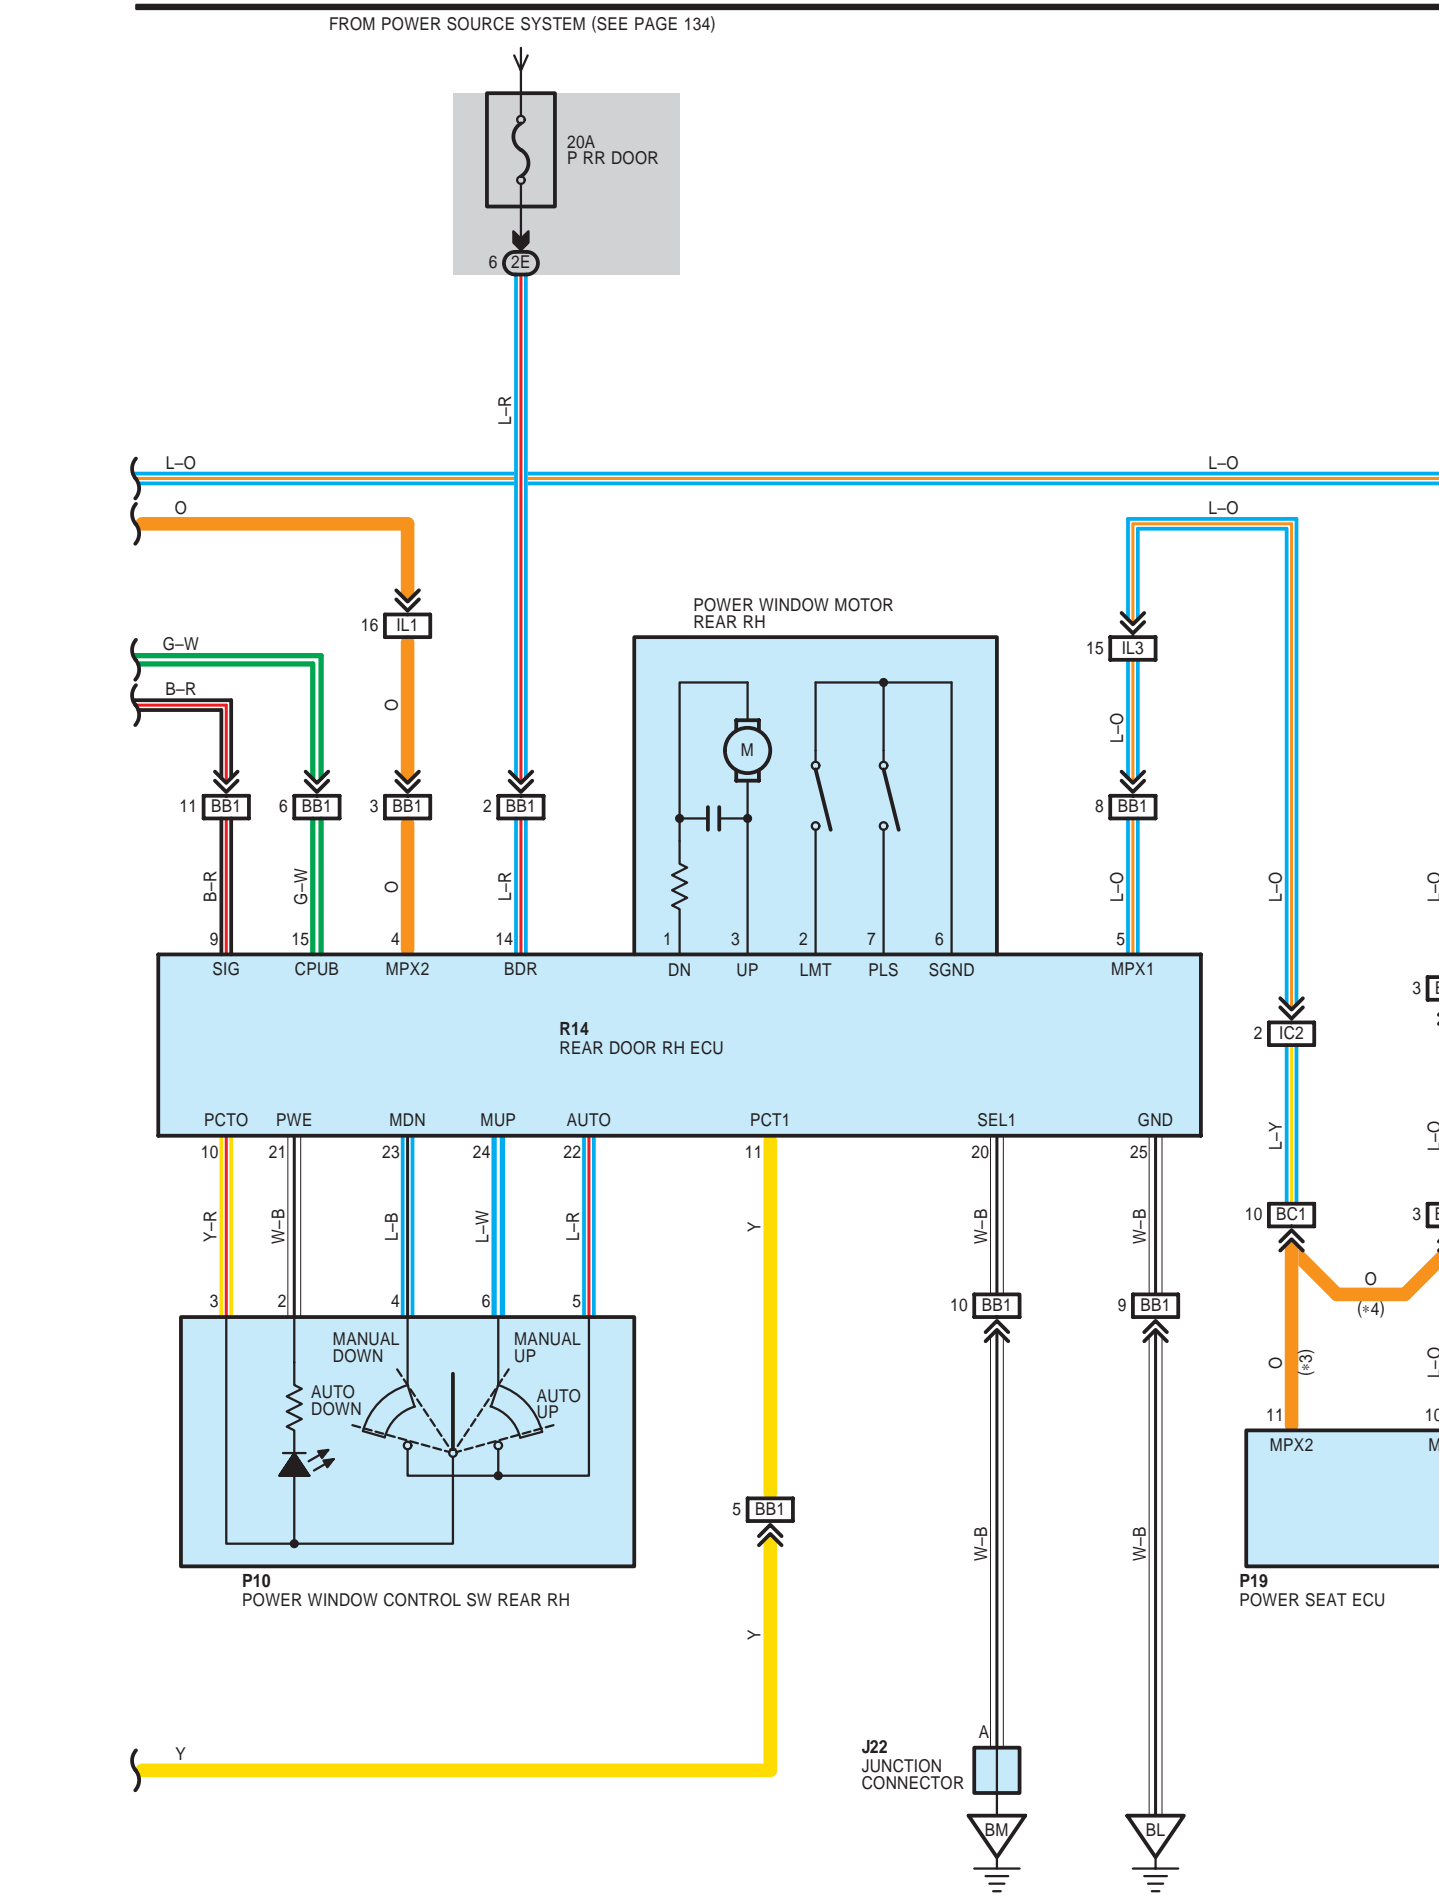 FROM POWER SOURCE SYSTEM (SEE PAGE 134)
20A
P RR DOOR
6 2E
L–R
L–O L–O
O L–O
POWER WINDOW MOTOR
REAR RH
16 IL1
G–W
15 IL3
B–R
O
L–O
M
11 BB1 6 BB1 3 BB1 2 BB1 8 BB1
B–R G–W O L–R L–O L–O L–O
9 15 4 14 1 3 2 7 6 5
SIG CPUB MPX2 BDR DN UP LMT PLS SGND MPX1
3
R14
REAR DOOR RH ECU
2 IC2
PCTO PWE MDN MUP AUTO PCT1 SEL1 GND
L–Y L–O
10 21 23 24 22 11 20 25
Y–R W–B L–B L–W L–R Y W–B W–B
10 BC1 3
3 2 4 6 5
10 BB1 9 BB1
O
(*4)
MANUAL
DOWN
MANUAL
UP
O (*3) L–O
AUTO
DOWN
AUTO
UP
11 10
MPX2
5 BB1
W–B W–B
P10
POWER WINDOW CONTROL SW REAR RH
P19
POWER SEAT ECU
Y
Y
A
J22
JUNCTION
CONNECTOR
BM BL